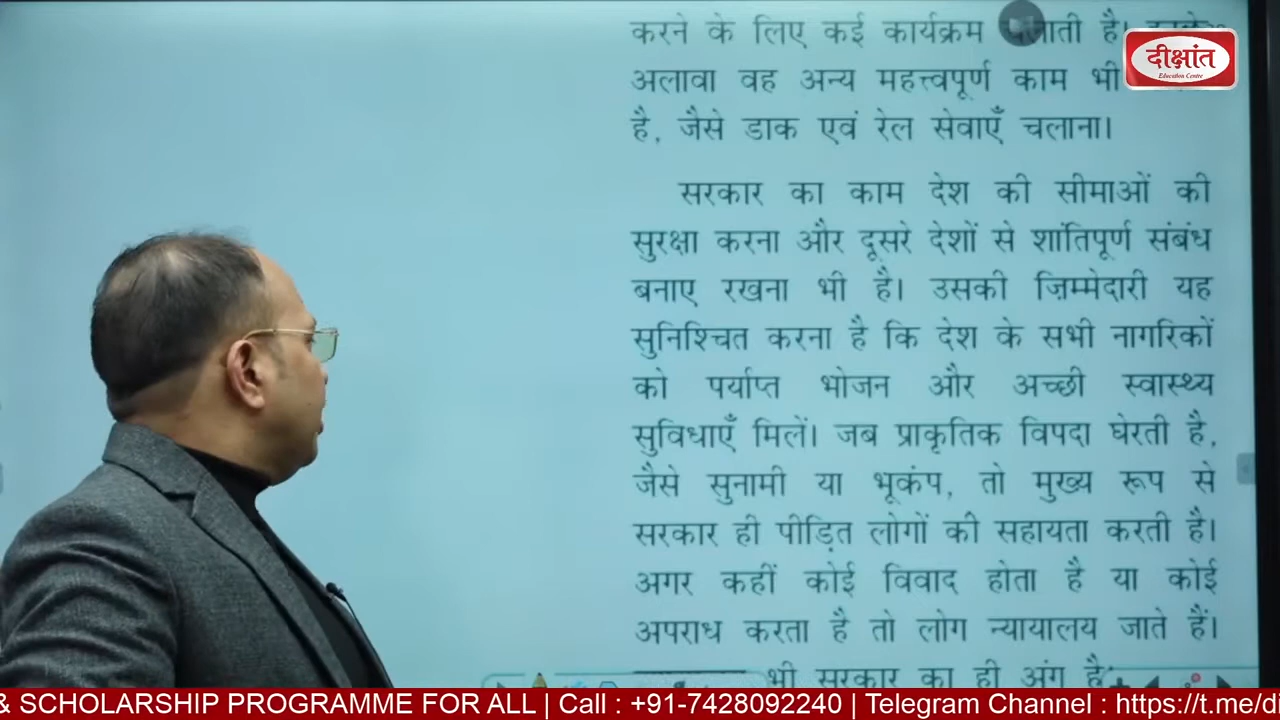 करने के लिए कई कार्यक्रम है।
दीक्षांत
Education Centre
अलावा वह अन्य महत्त्वपूर्ण काम भी
है, जैसे डाक एवं रेल सेवाएँ चलाना।
सरकार का काम देश की सीमाओं की
सुरक्षा करना और दूसरे देशों से शांतिपूर्ण संबंध
बनाए रखना भी है। उसकी ज़िम्मेदारी यह
सुनिश्चित करना है कि देश के सभी नागरिकों
को पर्याप्त भोजन और अच्छी स्वास्थ्य
सुविधाएँ मिलें। जब प्राकृतिक विपदा घेरती है,
जैसे सुनामी या भूकंप, तो मुख्य रूप से
सरकार ही पीड़ित लोगों की सहायता करती है।
अगर कहीं कोई विवाद होता है या कोई
अपराध करता है तो लोग न्यायालय जाते हैं।
भी सरकार का ही अंग है
& SCHOLARSHIP PROGRAMME FOR ALL | Call : +91-7428092240 | Telegram Channel : https://t.me/di